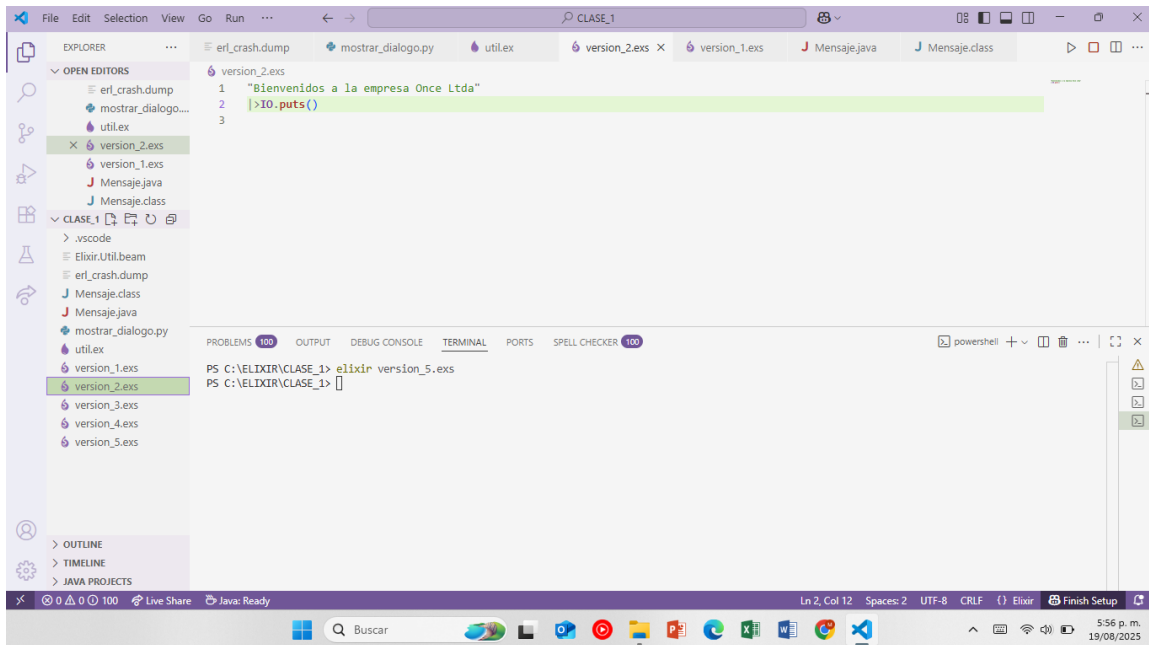 File Edit Selection View Go Run ··· CLASE_1
EXPLORER ···
erl_crash.dump mostrar_dialogo.py util.ex version_2.exs version_1.exs Mensaje.java Mensaje.class
OPEN EDITORS
erl_crash.dump
mostrar_dialogo....
util.ex
version_2.exs
version_1.exs
Mensaje.java
Mensaje.class
CLASE_1
.vscode
Elixir.Util.beam
erl_crash.dump
Mensaje.class
Mensaje.java
mostrar_dialogo.py
util.ex
version_1.exs
version_2.exs
version_3.exs
version_4.exs
version_5.exs
OUTLINE
TIMELINE
JAVA PROJECTS
version_2.exs
1 "Bienvenidos a la empresa Once Ltda"
2 |>IO.puts()
3
PROBLEMS 100 OUTPUT DEBUG CONSOLE TERMINAL PORTS SPELL CHECKER 100 powershell
PS C:\ELIXIR\CLASE_1> elixir version_5.exs
PS C:\ELIXIR\CLASE_1>
0 0 100 Live Share Java: Ready Ln 2, Col 12 Spaces: 2 UTF-8 CRLF {} Elixir Finish Setup
Buscar
5:56 p. m.
19/08/2025